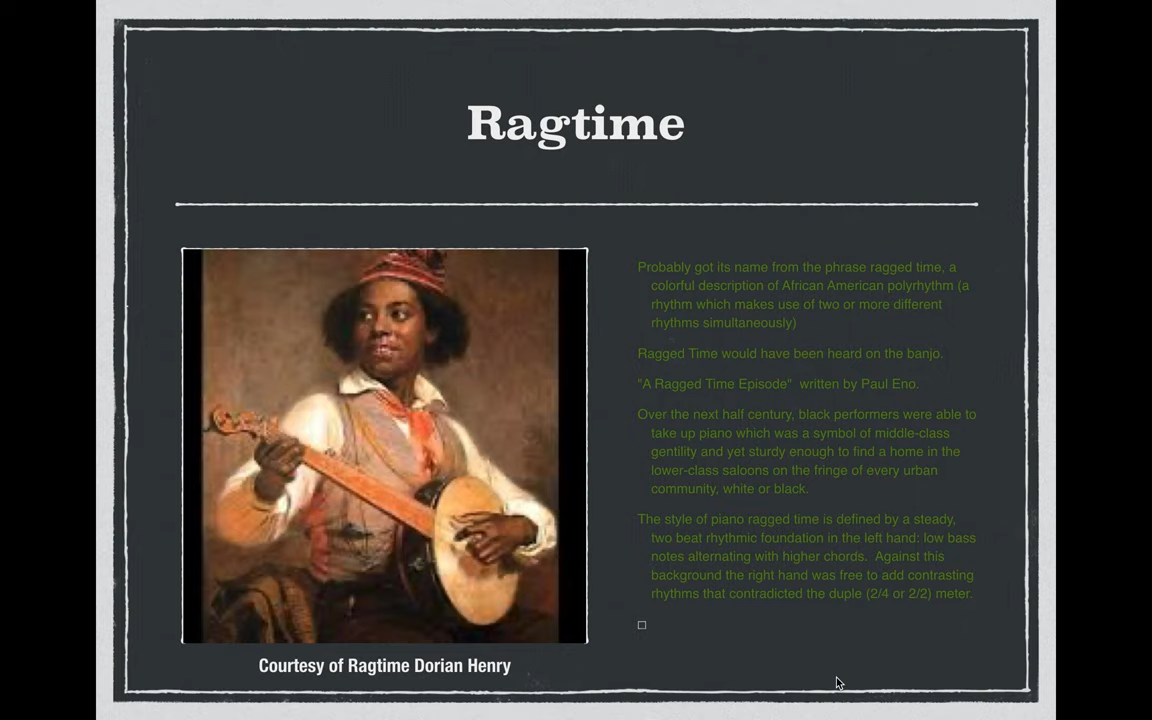 Ragtime
Probably got its name from the phrase ragged time, a
colorful description of African American polyrhythm (a
rhythm which makes use of two or more different
rhythms simultaneously)
Ragged Time would have been heard on the banjo.
"A Ragged Time Episode"  written by Paul Eno.
Over the next half century, black performers were able to
take up piano which was a symbol of middle-class
gentility and yet sturdy enough to find a home in the
lower-class saloons on the fringe of every urban
community, white or black.
The style of piano ragged time is defined by a steady,
two beat rhythmic foundation in the left hand: low bass
notes alternating with higher chords.  Against this
background the right hand was free to add contrasting
rhythms that contradicted the duple (2/4 or 2/2) meter.
Courtesy of Ragtime Dorian Henry